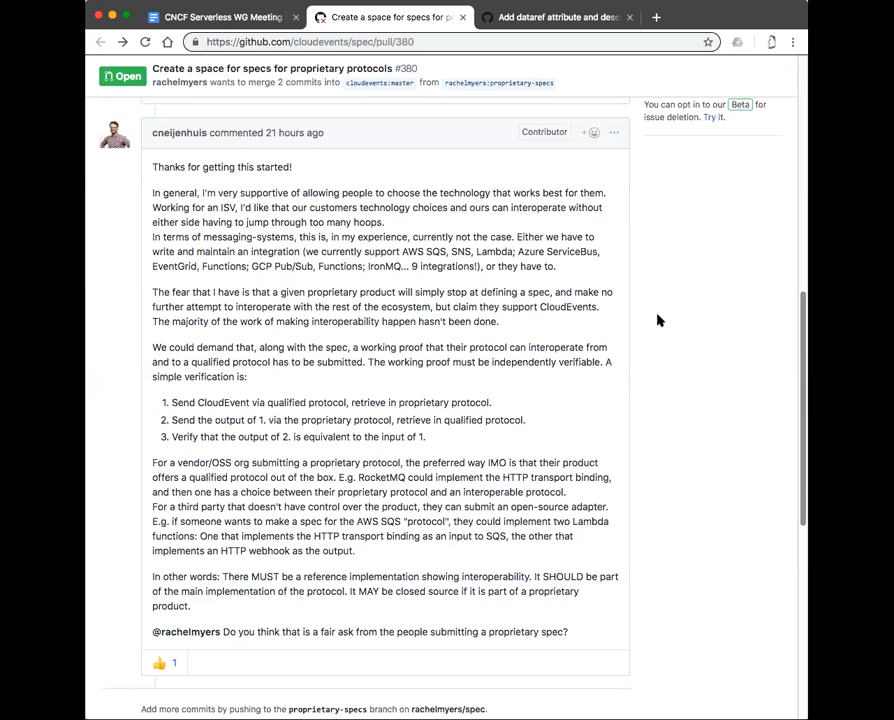 CNCF Serverless WG Meeting
Create a space for specs for p
Add dataref attribute and des
https://github.com/cloudevents/spec/pull/380
Open
Create a space for specs for proprietary protocols #380
rachelmyers wants to merge 2 commits into cloudevents:master from rachelmyers:proprietary-specs
You can opt in to our Beta for
issue deletion. Try it.
cneijenhuis commented 21 hours ago
Contributor
Thanks for getting this started!
In general, I'm very supportive of allowing people to choose the technology that works best for them.
Working for an ISV, I'd like that our customers technology choices and ours can interoperate without
either side having to jump through too many hoops.
In terms of messaging-systems, this is, in my experience, currently not the case. Either we have to
write and maintain an integration (we currently support AWS SQS, SNS, Lambda; Azure ServiceBus,
EventGrid, Functions; GCP Pub/Sub, Functions; IronMQ... 9 integrations!), or they have to.
The fear that I have is that a given proprietary product will simply stop at defining a spec, and make no
further attempt to interoperate with the rest of the ecosystem, but claim they support CloudEvents.
The majority of the work of making interoperability happen hasn't been done.
We could demand that, along with the spec, a working proof that their protocol can interoperate from
and to a qualified protocol has to be submitted. The working proof must be independently verifiable. A
simple verification is:
1. Send CloudEvent via qualified protocol, retrieve in proprietary protocol.
2. Send the output of 1. via the proprietary protocol, retrieve in qualified protocol.
3. Verify that the output of 2. is equivalent to the input of 1.
For a vendor/OSS org submitting a proprietary protocol, the preferred way IMO is that their product
offers a qualified protocol out of the box. E.g. RocketMQ could implement the HTTP transport binding,
and then one has a choice between their proprietary protocol and an interoperable protocol.
For a third party that doesn't have control over the product, they can submit an open-source adapter.
E.g. if someone wants to make a spec for the AWS SQS "protocol", they could implement two Lambda
functions: One that implements the HTTP transport binding as an input to SQS, the other that
implements an HTTP webhook as the output.
In other words: There MUST be a reference implementation showing interoperability. It SHOULD be part
of the main implementation of the protocol. It MAY be closed source if it is part of a proprietary
product.
@rachelmyers Do you think that is a fair ask from the people submitting a proprietary spec?
👍 1
Add more commits by pushing to the proprietary-specs branch on rachelmyers/spec.